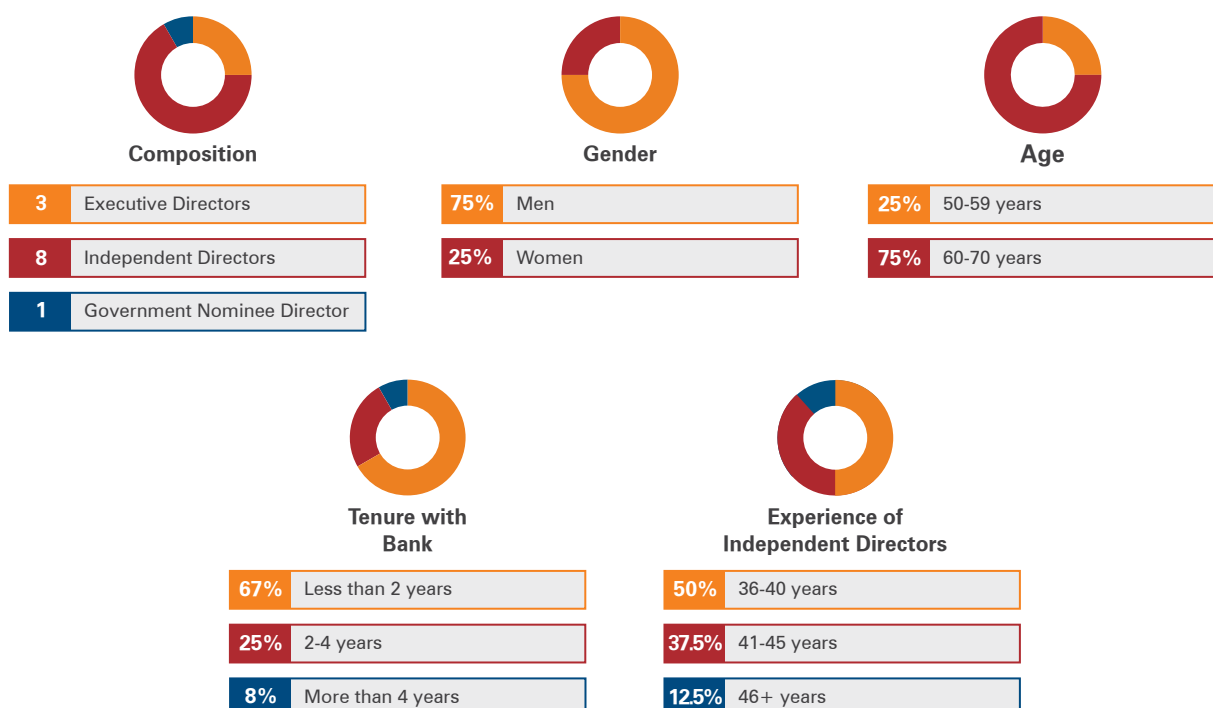 Composition
3 Executive Directors
8 Independent Directors
1 Government Nominee Director
Gender
75% Men
25% Women
Age
25% 50-59 years
75% 60-70 years
Tenure with
Bank
67% Less than 2 years
25% 2-4 years
8% More than 4 years
Experience of
Independent Directors
50% 36-40 years
37.5% 41-45 years
12.5% 46+ years